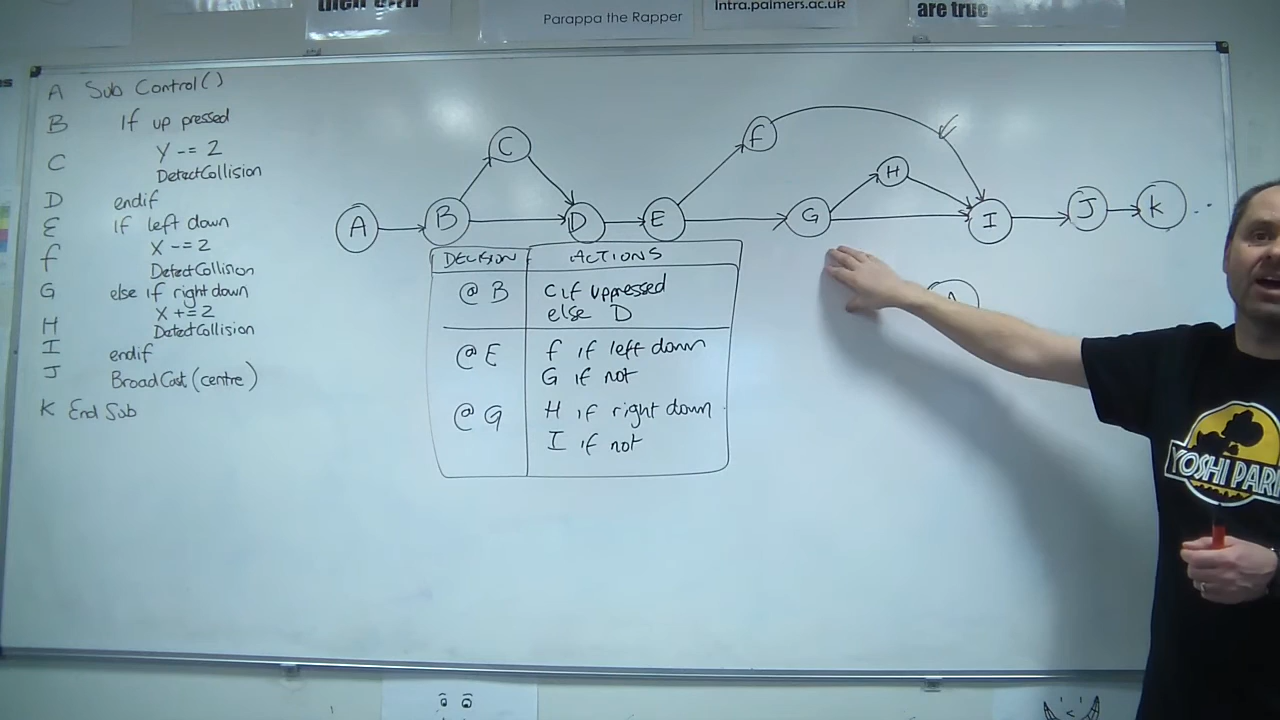 their own
Parappa the Rapper
Intra.palmers.ac.uk
are true
A Sub Control()
B If up pressed
C Y -= 2
DetectCollision
D endif
E If left down
F X -= 2
DetectCollision
G else if right down
X += 2
H DetectCollision
I endif
J BroadCast(centre)
K End Sub
A B C D E F G H I J K ..
DECISION ACTIONS
@ B C if uppressed
else D
@ E F if left down
G if not
@ G H if right down
I if not
YOSHI PARK